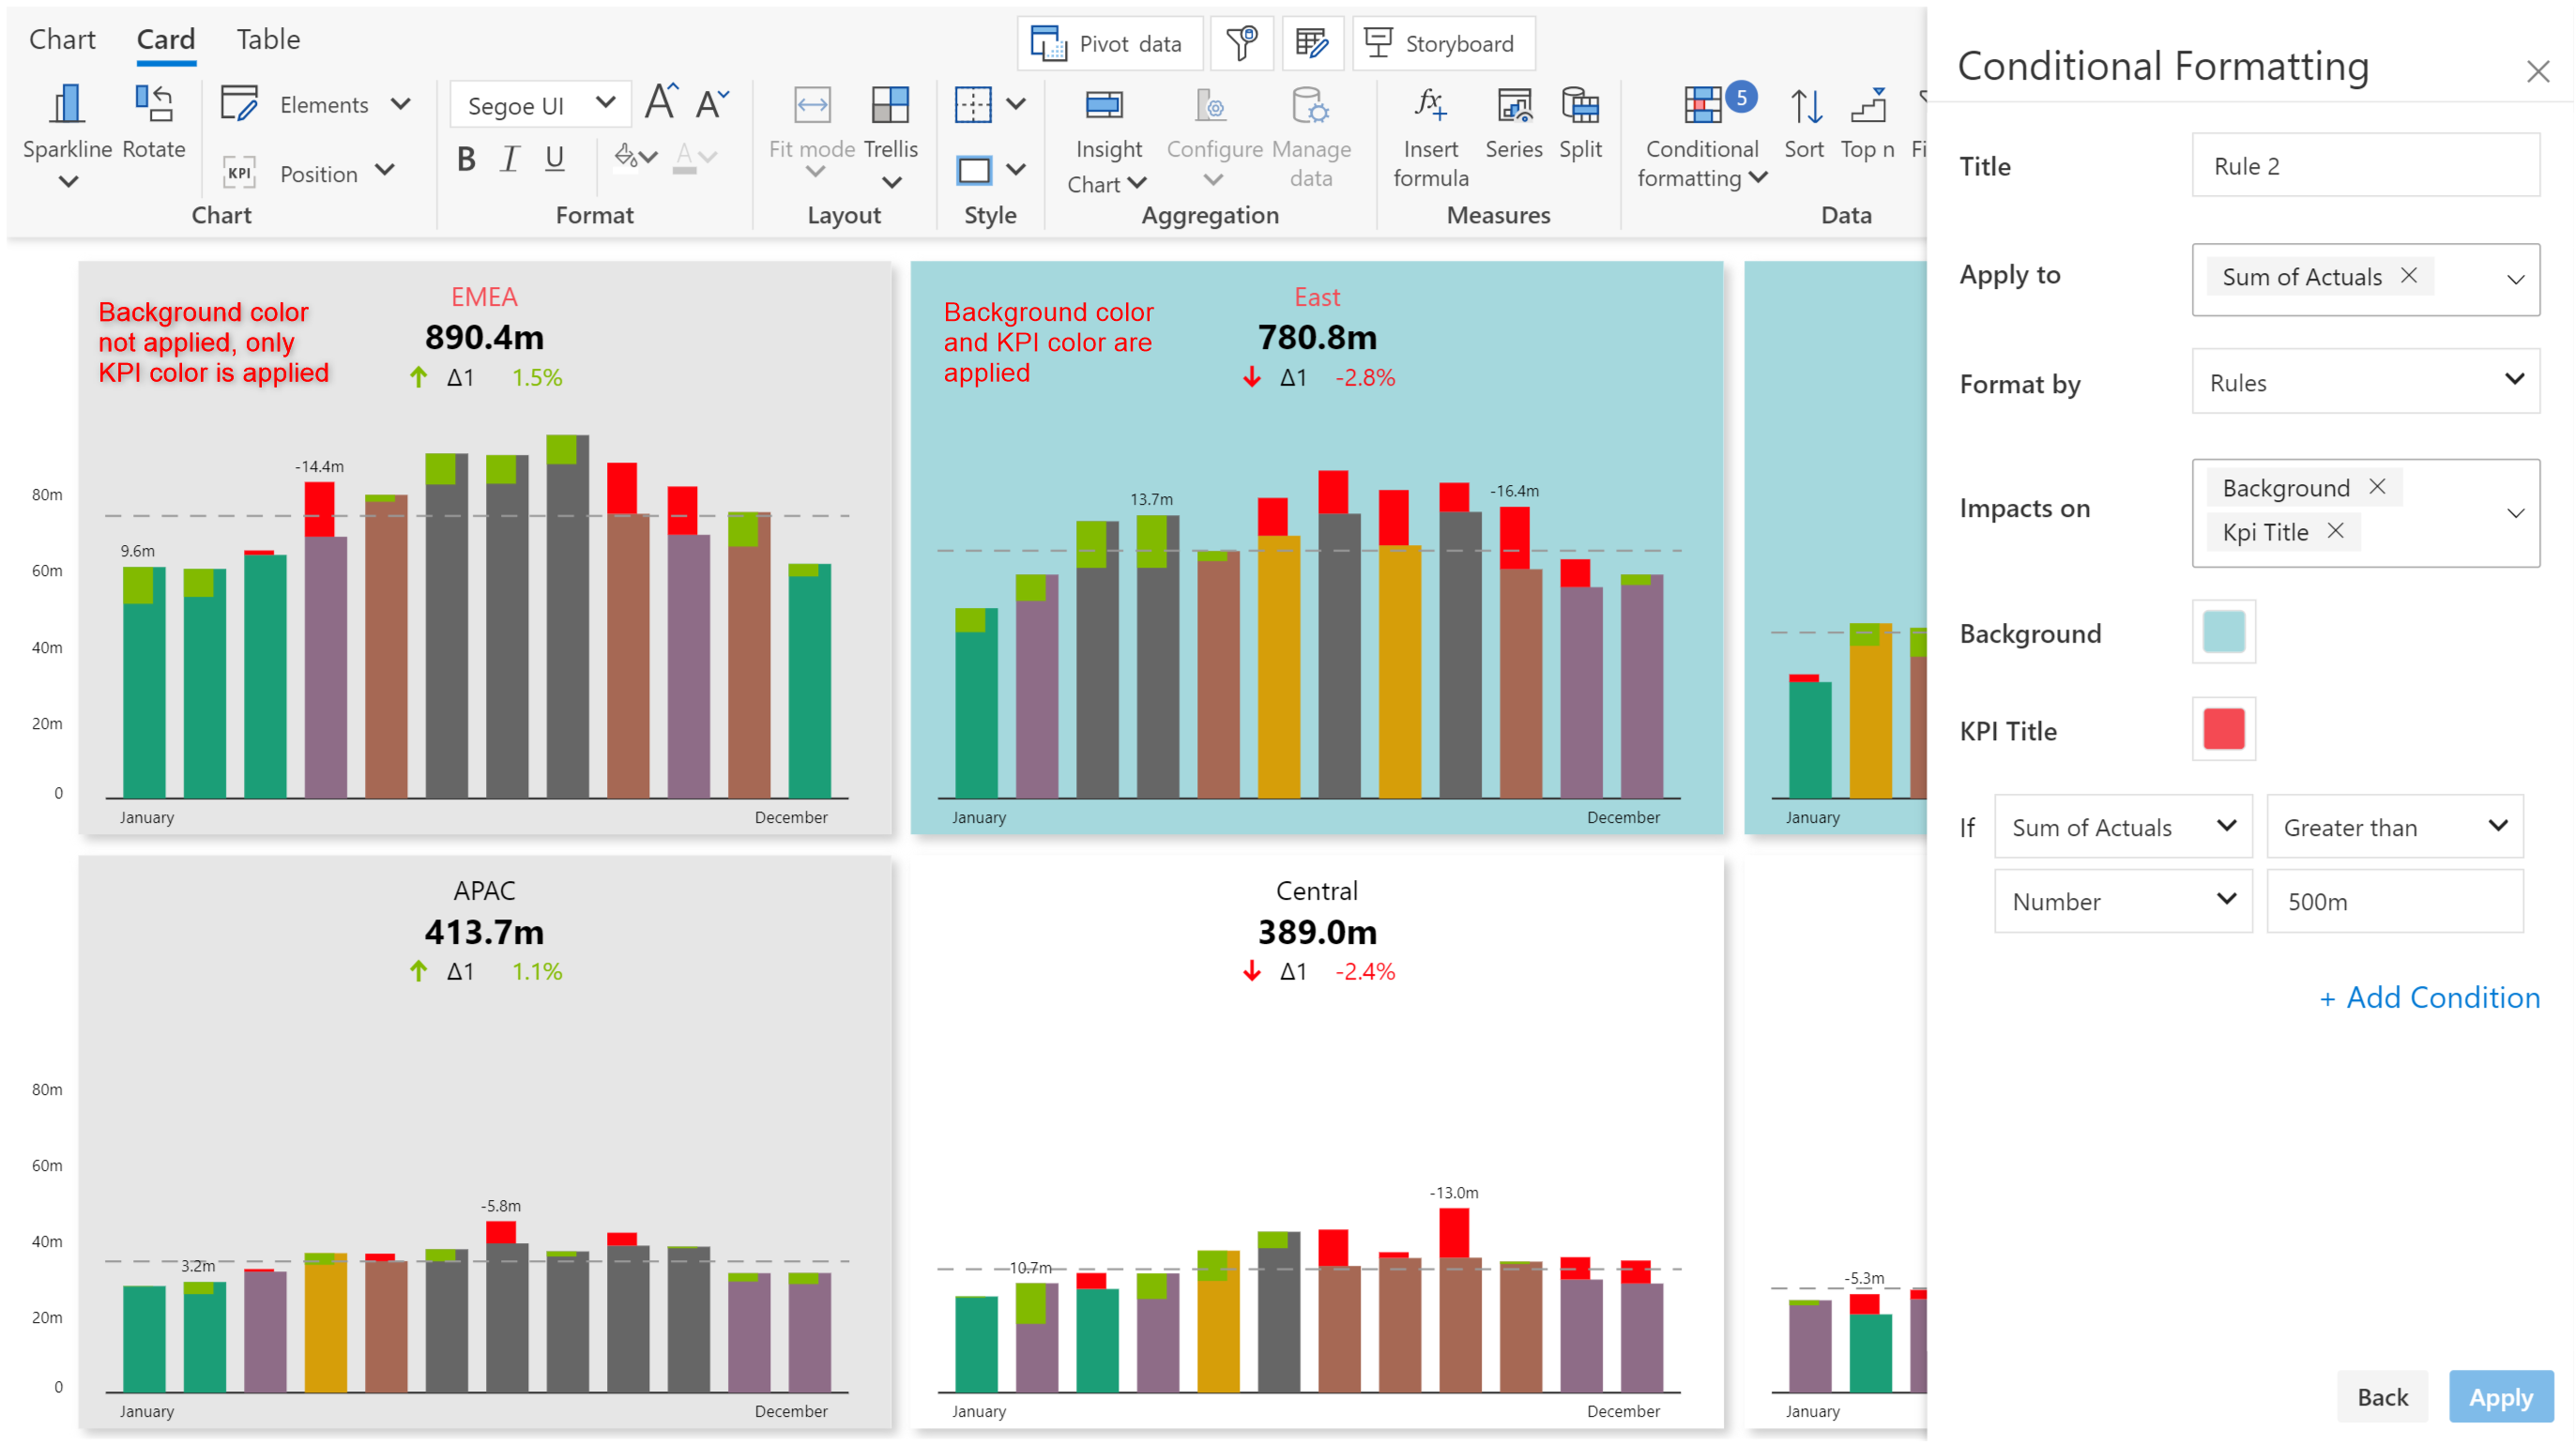 Chart Card Table
Pivot data
Storyboard
Conditional Formatting
Sparkline
Rotate
Elements
KPI
Position
Chart
Segoe UI
A A
B I U
A
Format
Fit mode
Trellis
Layout
Style
Insight
Chart
Configure
Manage
data
Aggregation
fx
Insert
formula
Series
Split
Measures
5
Conditional
formatting
Sort
Top n
Fi
Data
Title
Rule 2
Apply to
Sum of Actuals
Format by
Rules
Impacts on
Background
Kpi Title
Background
KPI Title
If
Sum of Actuals
Greater than
Number
500m
+ Add Condition
Back
Apply
Background color
not applied, only
KPI color is applied
EMEA
890.4m
Δ1 1.5%
80m
60m
40m
20m
0
9.6m
-14.4m
January
December
Background color
and KPI color are
applied
East
780.8m
Δ1 -2.8%
13.7m
-16.4m
January
December
January
APAC
413.7m
Δ1 1.1%
80m
60m
40m
20m
0
3.2m
-5.8m
January
December
Central
389.0m
Δ1 -2.4%
10.7m
-13.0m
January
December
-5.3m
January